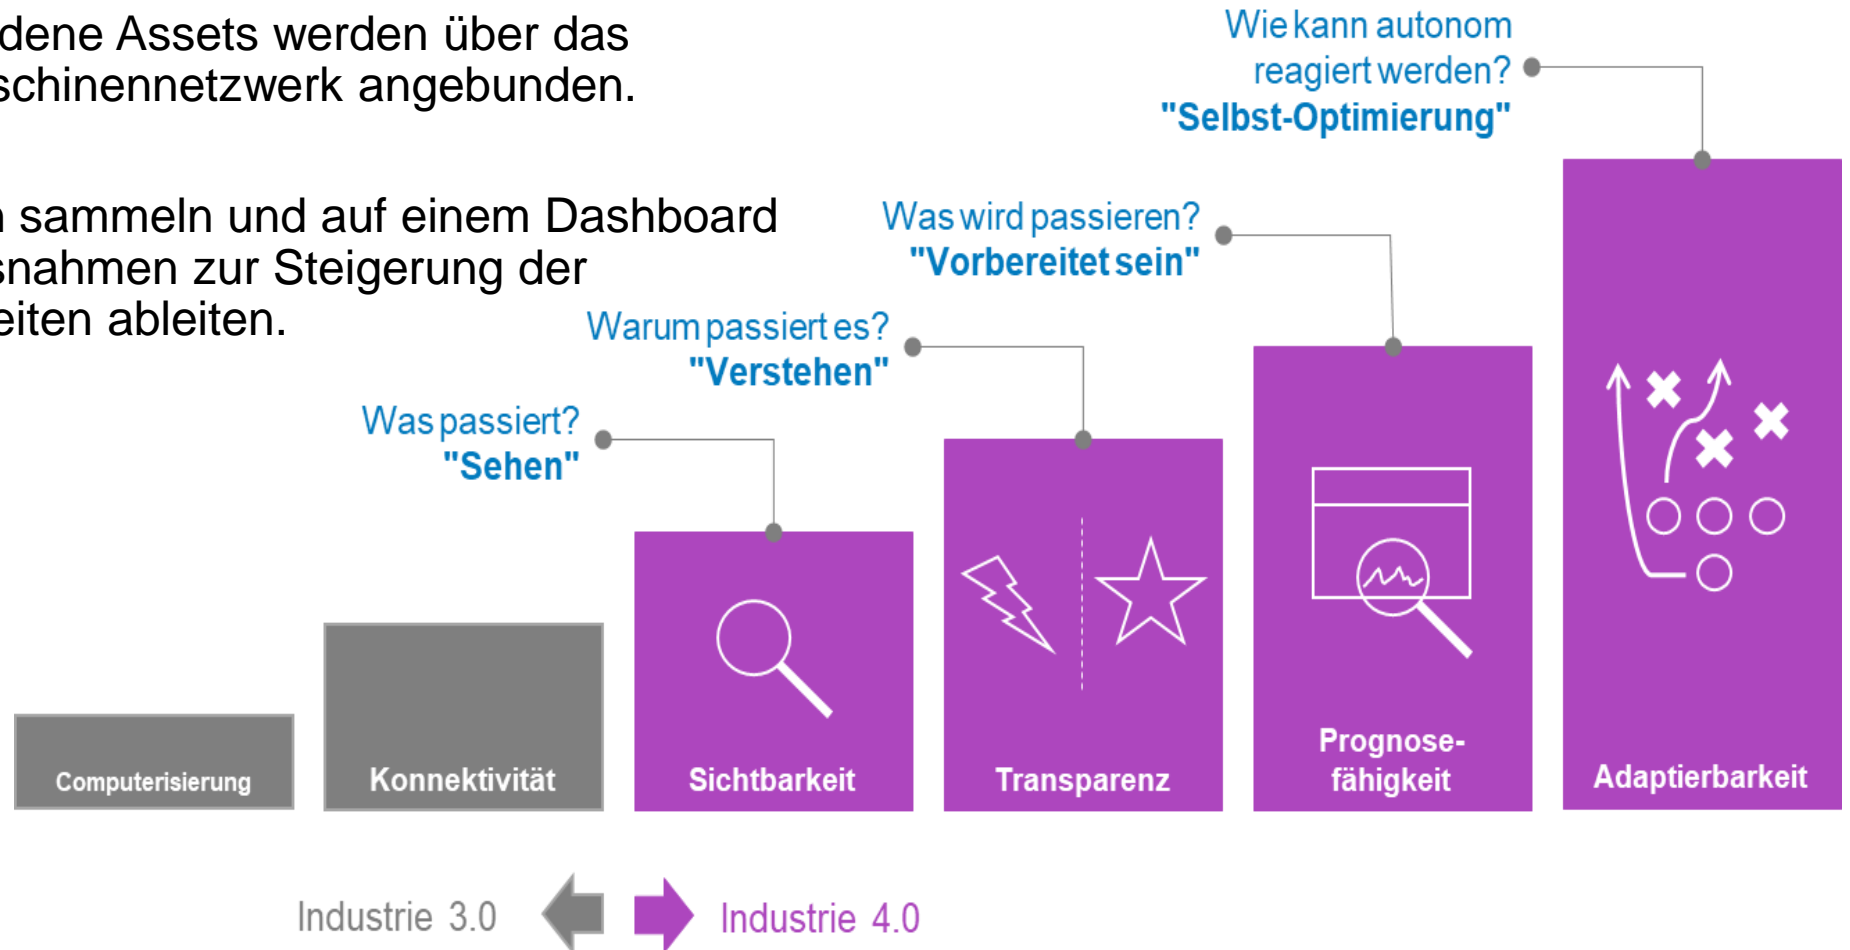 dene Assets werden über das
schinennetzwerk angebunden.
sammeln und auf einem Dashboard
snahmen zur Steigerung der
eiten ableiten.
Wie kann autonom
reagiert werden?
"Selbst-Optimierung"
Was wird passieren?
"Vorbereitet sein"
Warum passiert es?
"Verstehen"
Was passiert?
"Sehen"
Computerisierung
Konnektivität
Sichtbarkeit
Transparenz
Prognose-
fähigkeit
Adaptierbarkeit
Industrie 3.0
Industrie 4.0